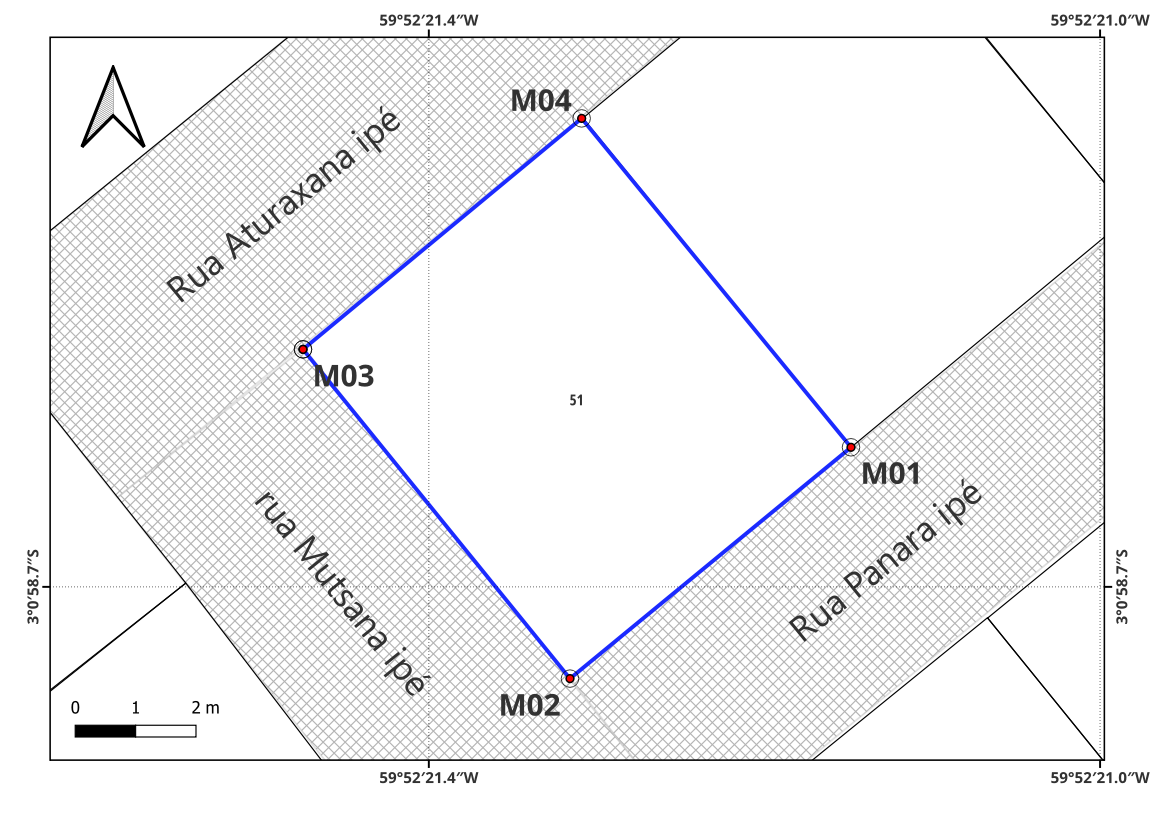 59°52′21.4″W
59°52′21.0″W
M04
Rua Aturaxana ipé
M03
51
M01
rua Mutsana ipé
Rua Panara ipé
3°0′58.7″S
3°0′58.7″S
M02
0 1 2 m
59°52′21.4″W
59°52′21.0″W